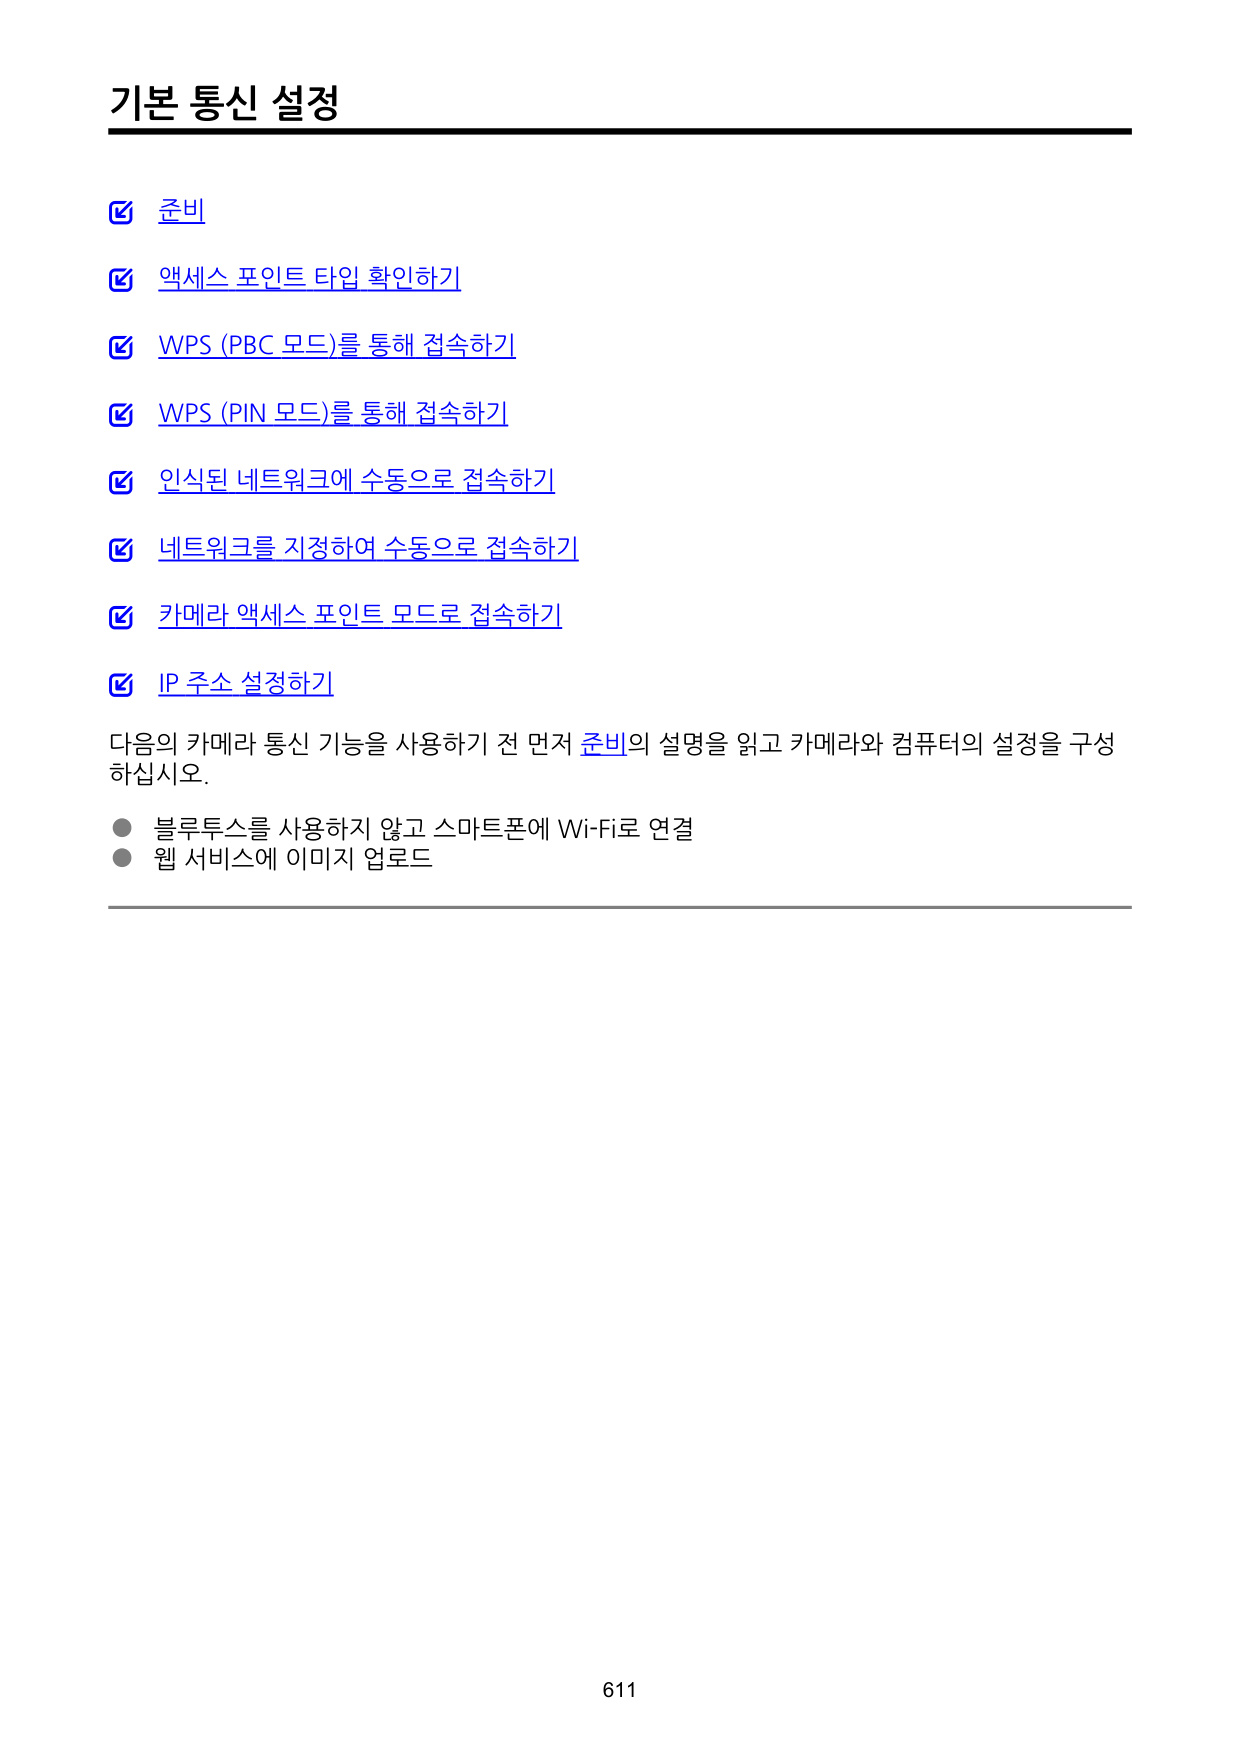 기본 통신 설정
준비
액세스 포인트 타입 확인하기
WPS (PBC 모드)를 통해 접속하기
WPS (PIN 모드)를 통해 접속하기
인식된 네트워크에 수동으로 접속하기
네트워크를 지정하여 수동으로 접속하기
카메라 액세스 포인트 모드로 접속하기
IP 주소 설정하기
다음의 카메라 통신 기능을 사용하기 전 먼저 준비의 설명을 읽고 카메라와 컴퓨터의 설정을 구성
하십시오.
● 블루투스를 사용하지 않고 스마트폰에 Wi-Fi로 연결
● 웹 서비스에 이미지 업로드
611